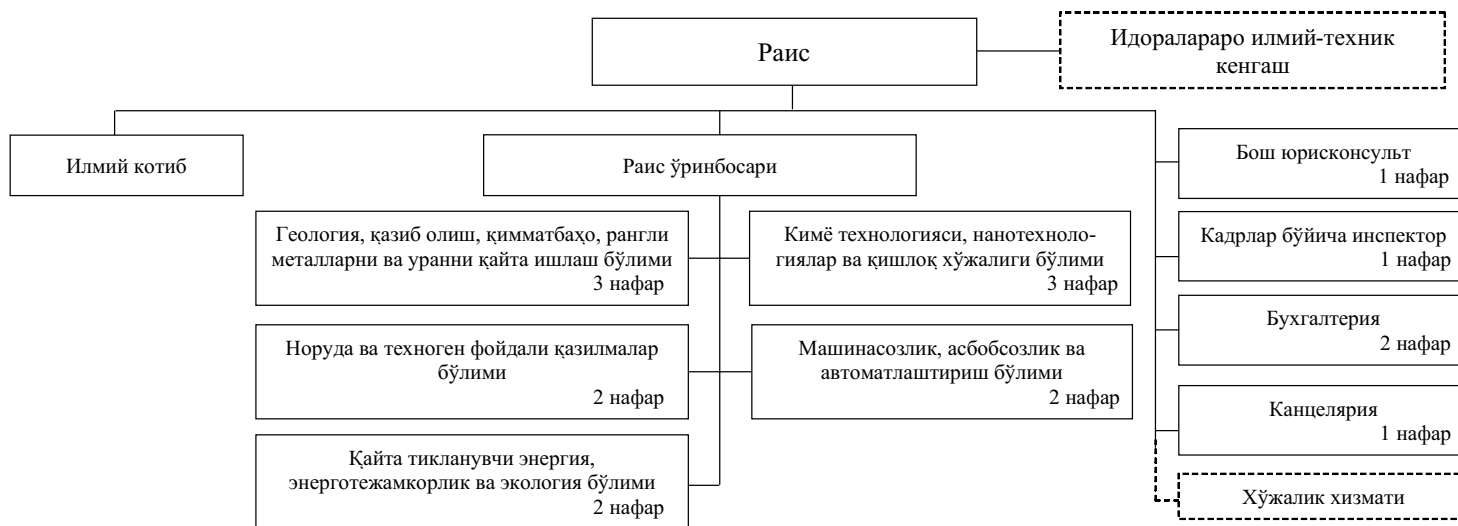 Раис
Идоралараро илмий-техник
кенгаш
Илмий котиб
Раис ўринбосари
Бош юрисконсульт
1 нафар
Геология, қазиб олиш, қимматбаҳо, рангли
металларни ва уранни қайта ишлаш бўлими
3 нафар
Кимё технологияси, нанотехноло-
гиялар ва қишлоқ хўжалиги бўлими
3 нафар
Кадрлар бўйича инспектор
1 нафар
Норуда ва техноген фойдали қазилмалар
бўлими
2 нафар
Машинасозлик, асбобсозлик ва
автоматлаштириш бўлими
2 нафар
Бухгалтерия
2 нафар
Қайта тикланувчи энергия,
энерготежамкорлик ва экология бўлими
2 нафар
Канцелярия
1 нафар
Хўжалик хизмати